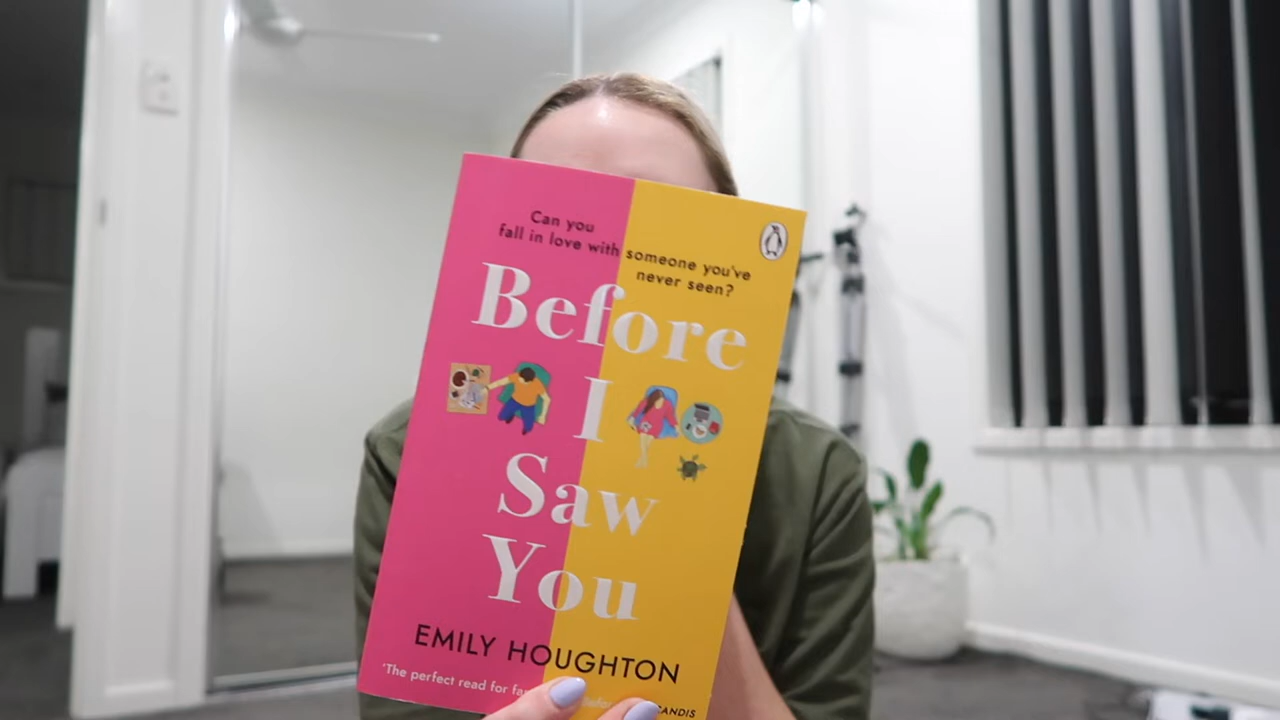 Can you
fall in love with someone you've
never seen?
Before
I
Saw
You
EMILY HOUGHTON
'The perfect read for
CANDIS